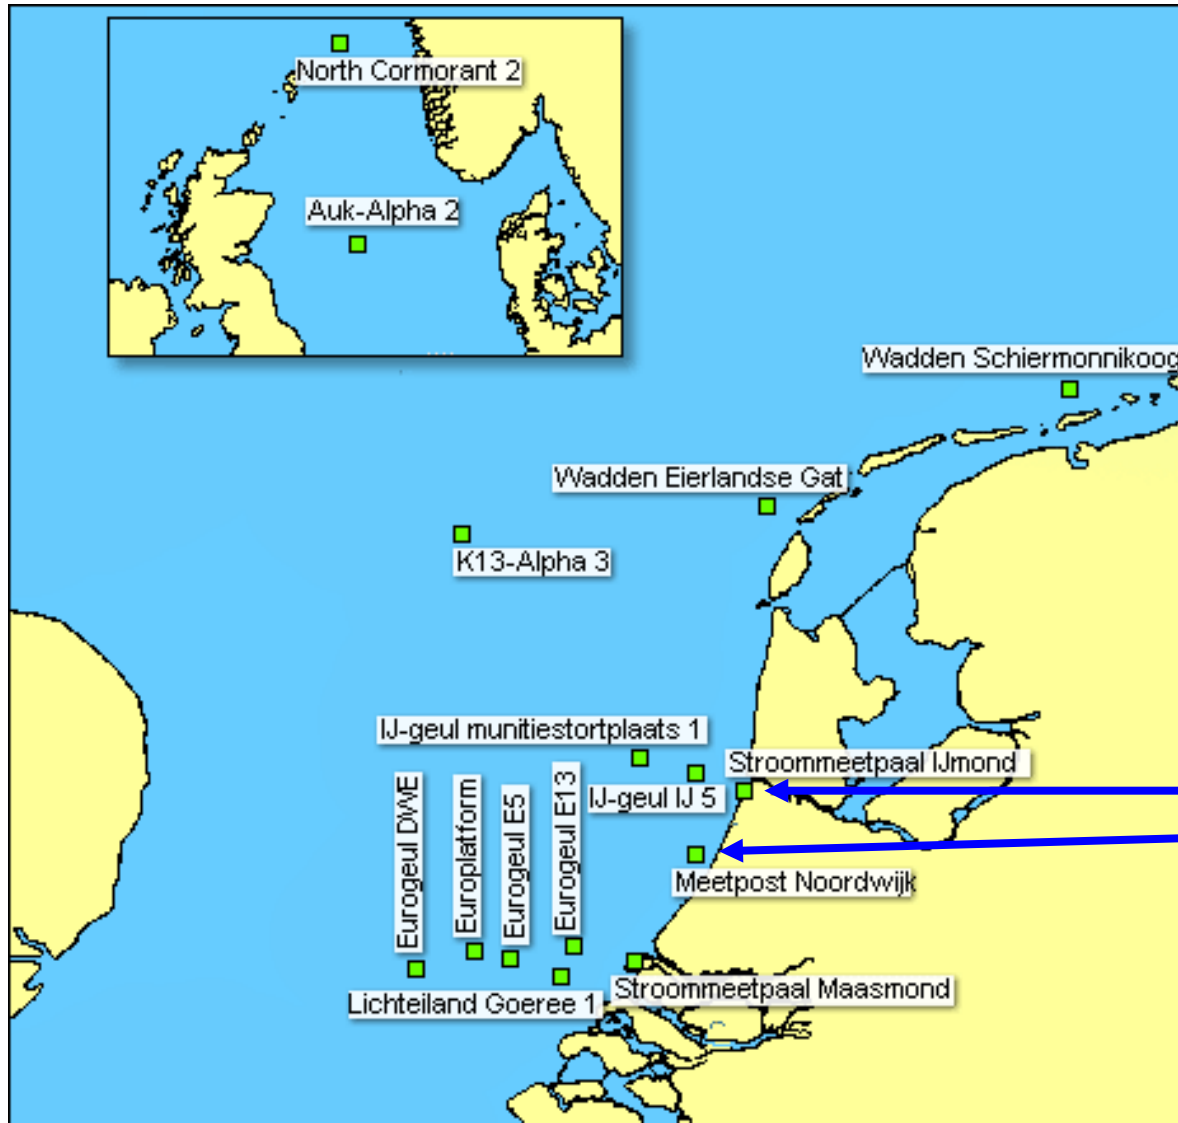 North Cormorant 2
Auk-Alpha 2
Wadden Schiermonnikoog
Wadden Eierlandse Gat
K13-Alpha 3
IJ-geul munitiestortplaats 1
Stroommeetpaal IJmond
IJ-geul IJ 5
Eurogeul DWE
Europlatform
Eurogeul E5
Eurogeul E13
Meetpost Noordwijk
Lichteiland Goeree 1
Stroommeetpaal Maasmond